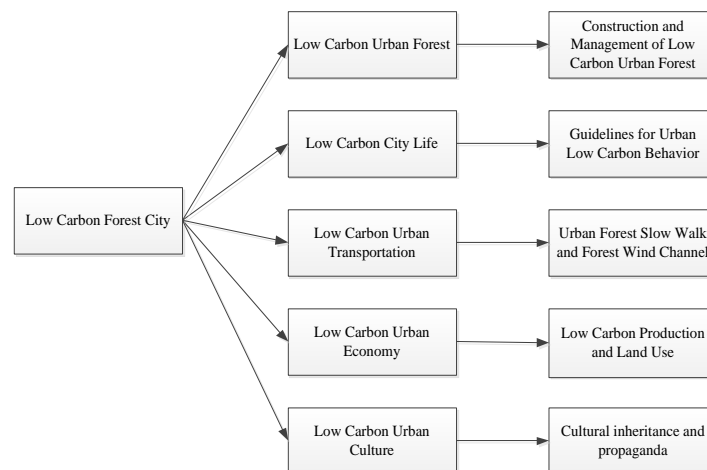 Low Carbon Forest City
Low Carbon Urban Forest
Construction and
Management of Low
Carbon Urban Forest
Low Carbon City Life
Guidelines for Urban
Low Carbon Behavior
Low Carbon Urban
Transportation
Urban Forest Slow Walk
and Forest Wind Channel
Low Carbon Urban
Economy
Low Carbon Production
and Land Use
Low Carbon Urban
Culture
Cultural inheritance and
propaganda